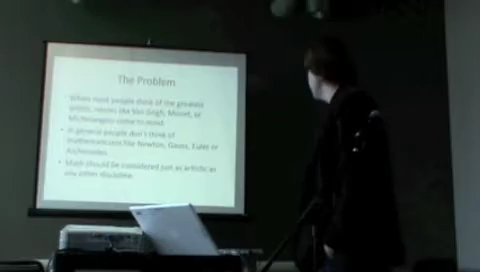 The Problem
When most people think of the greatest
artists, names like Van Gogh, Monet, or
Michelangelo come to mind.
• In general people don't think of
mathematicians like Newton, Gauss, Euler or
Archimedes.
• Math should be considered just as artistic as
any other discipline.